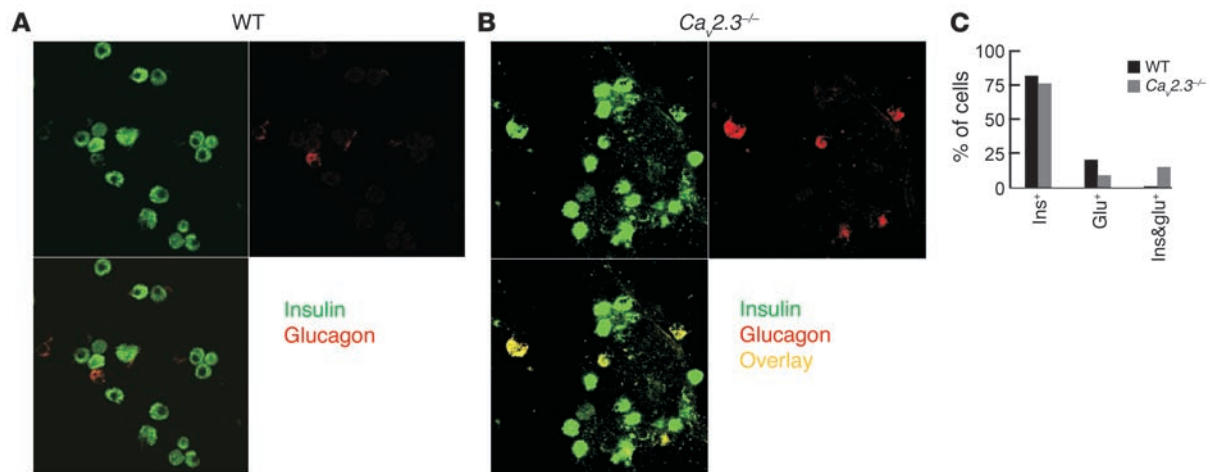 A
WT
Insulin
Glucagon
B
Caᵥ2.3⁻/⁻
Insulin
Glucagon
Overlay
C
% of cells
100
75
50
25
0
WT
Caᵥ2.3⁻/⁻
Ins⁺
Glu⁺
Ins&glu⁺